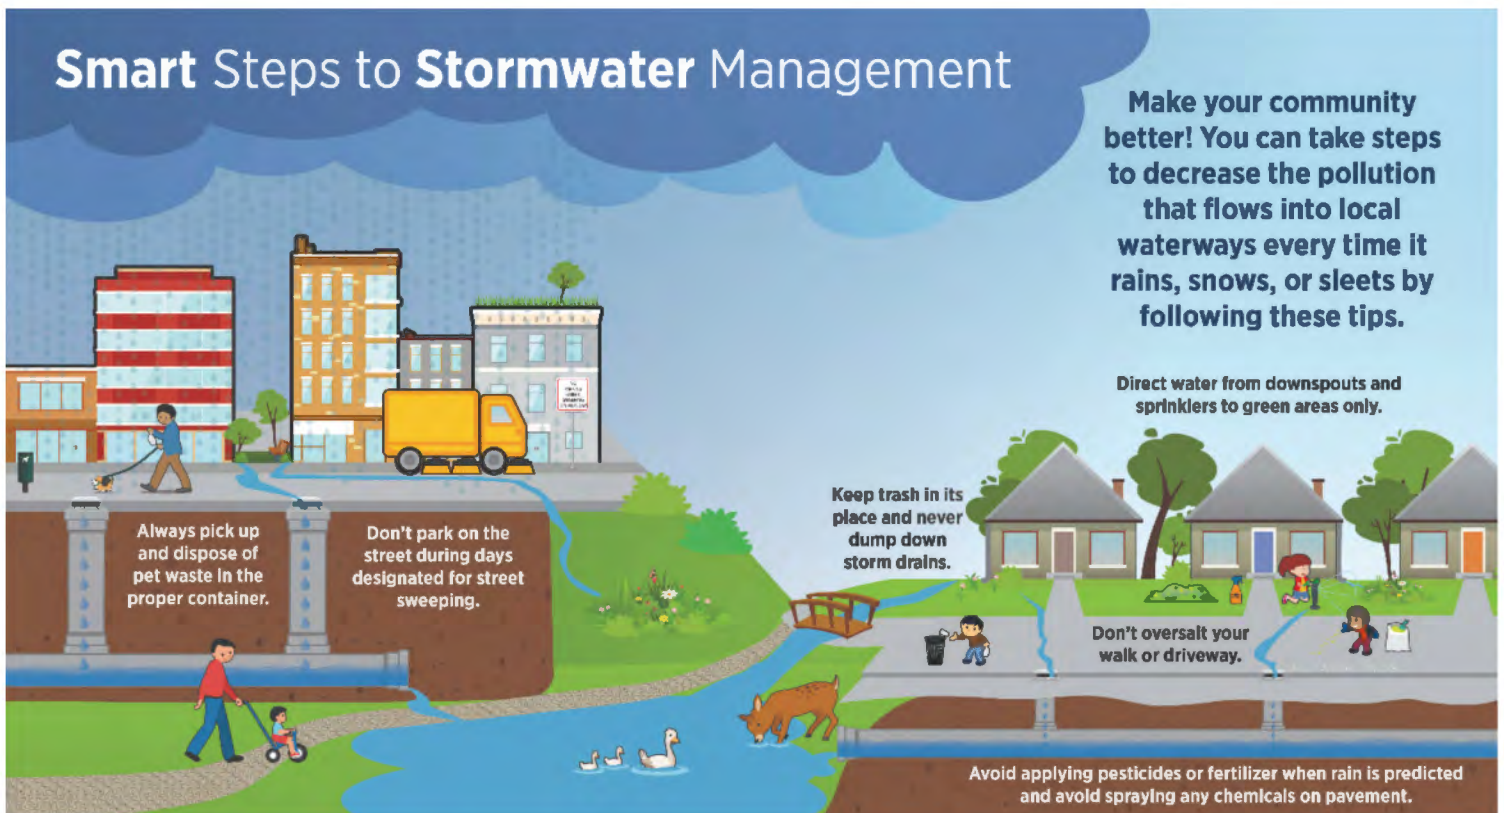 Smart Steps to Stormwater Management
Make your community
better! You can take steps
to decrease the pollution
that flows into local
waterways every time it
rains, snows, or sleets by
following these tips.
Direct water from downspouts and
sprinklers to green areas only.
Keep trash in its
place and never
dump down
storm drains.
Always pick up
and dispose of
pet waste in the
proper container.
Don't park on the
street during days
designated for street
sweeping.
Don't oversalt your
walk or driveway.
Avoid applying pesticides or fertilizer when rain is predicted
and avoid spraying any chemicals on pavement.